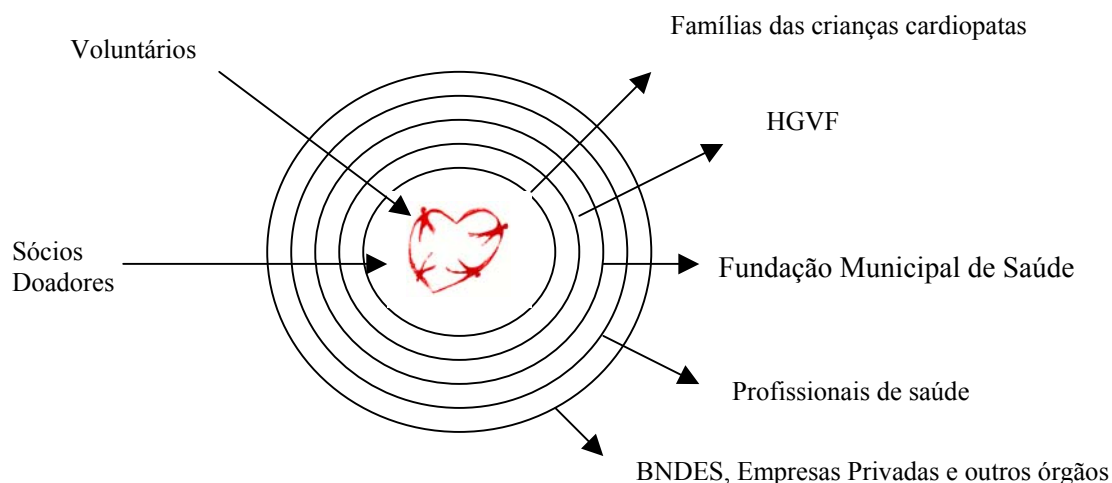 Famílias das crianças cardiopatas
Voluntários
HGVF
Sócios
Doadores
Fundação Municipal de Saúde
Profissionais de saúde
BNDES, Empresas Privadas e outros órgãos